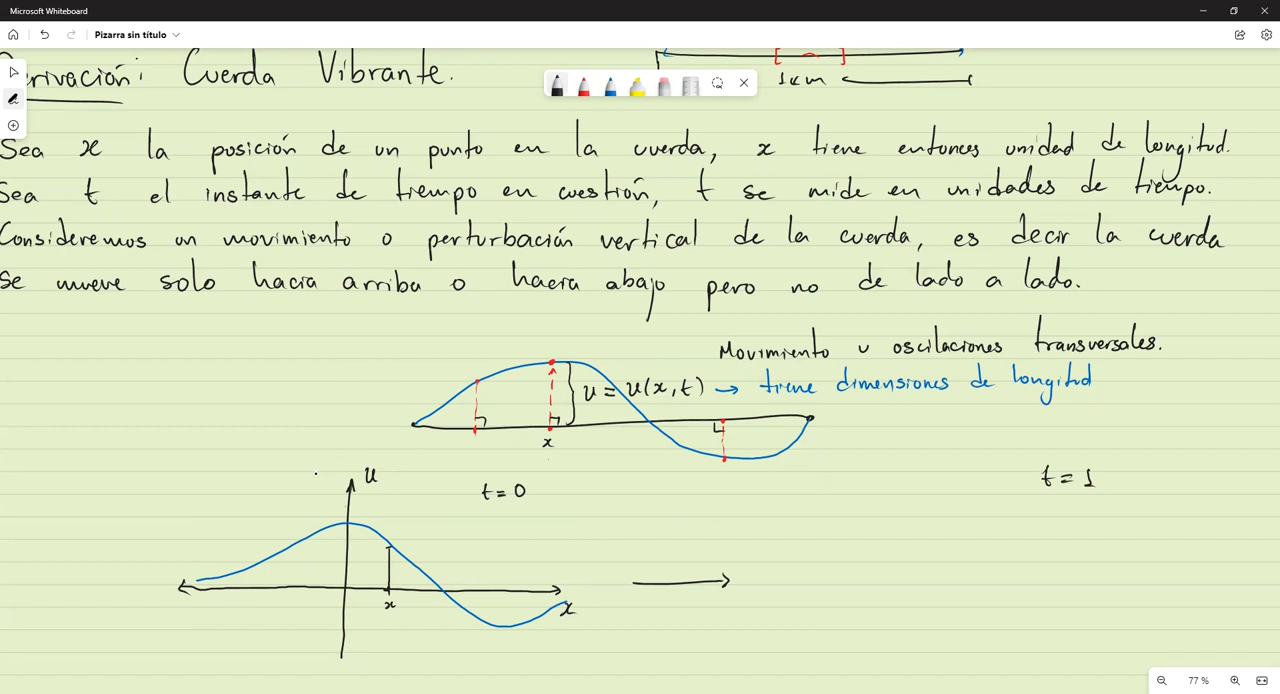 Microsoft Whiteboard
Pizarra sin título
Derivación: Cuerda Vibrante.
1km
Sea x la posición de un punto en la cuerda, x tiene entonces unidad de longitud.
Sea t el instante de tiempo en cuestión, t se mide en unidades de tiempo.
Consideremos un movimiento o perturbación vertical de la cuerda, es decir la cuerda
se mueve solo hacia arriba o hacia abajo pero no de lado a lado.
Movimiento u oscilaciones transversales.
u = u(x,t) → tiene dimensiones de longitud
x
u
t = 0
t = 1
x
x
77 %